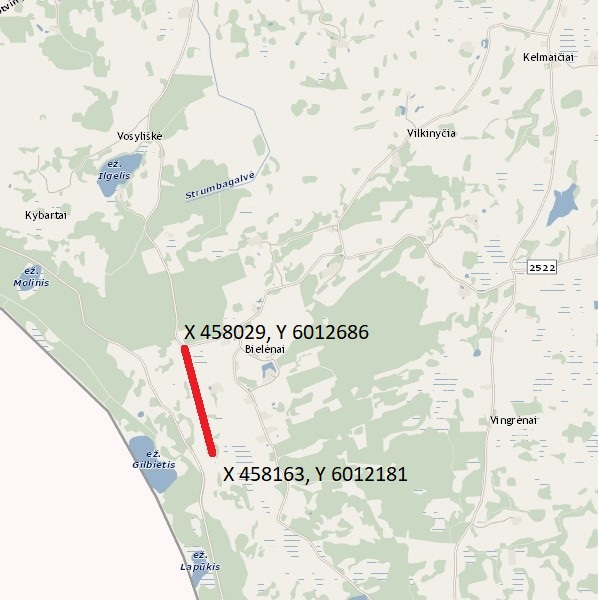 Kelmaičiai
Vosyliškė
Vilkinyčia
ež.
Ilgelis
Strumbagalvė
Kybartai
ež.
Molinis
2522
X 458029, Y 6012686
Bielėnai
Vingrėnai
ež.
Gilbietis
X 458163, Y 6012181
ež.
Lapūkis